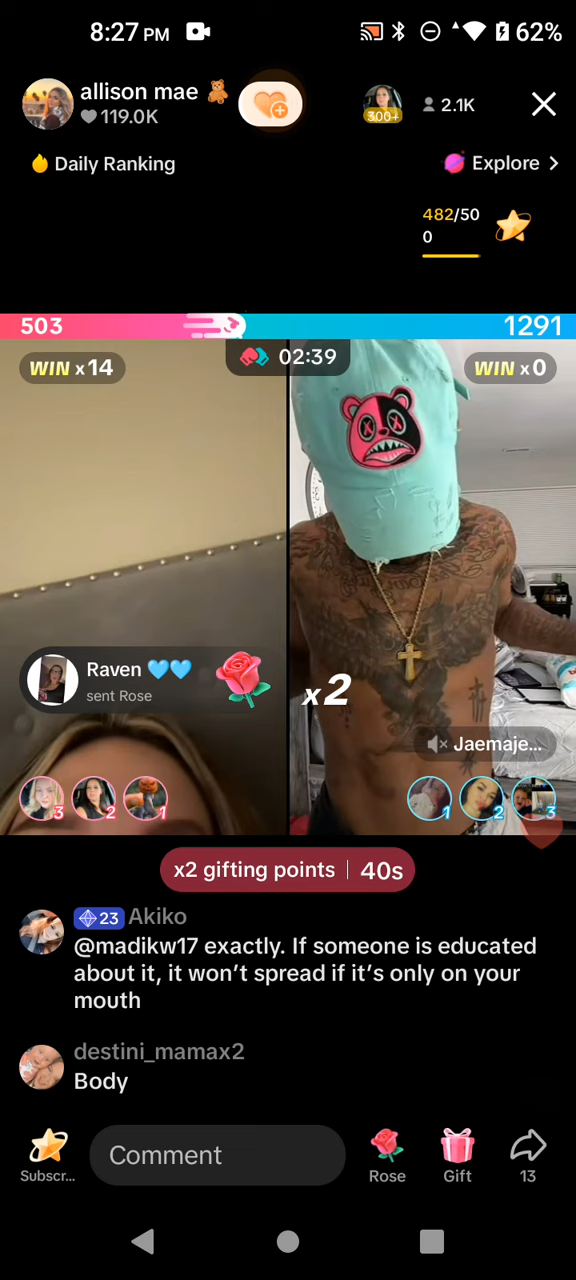 8:27 PM 62%
allison mae 🧸
119.0K
300+
2.1K
Daily Ranking
Explore >
482/50
0
503
1291
WIN x14
02:39
WIN x0
Raven 🩵🩵
sent Rose
x2
Jaemaje...
3
2
1
1
2
3
x2 gifting points | 40s
23 Akiko
@madikw17 exactly. If someone is educated
about it, it won’t spread if it’s only on your
mouth
destini_mamax2
Body
Subscr...
Comment
Rose
Gift
13